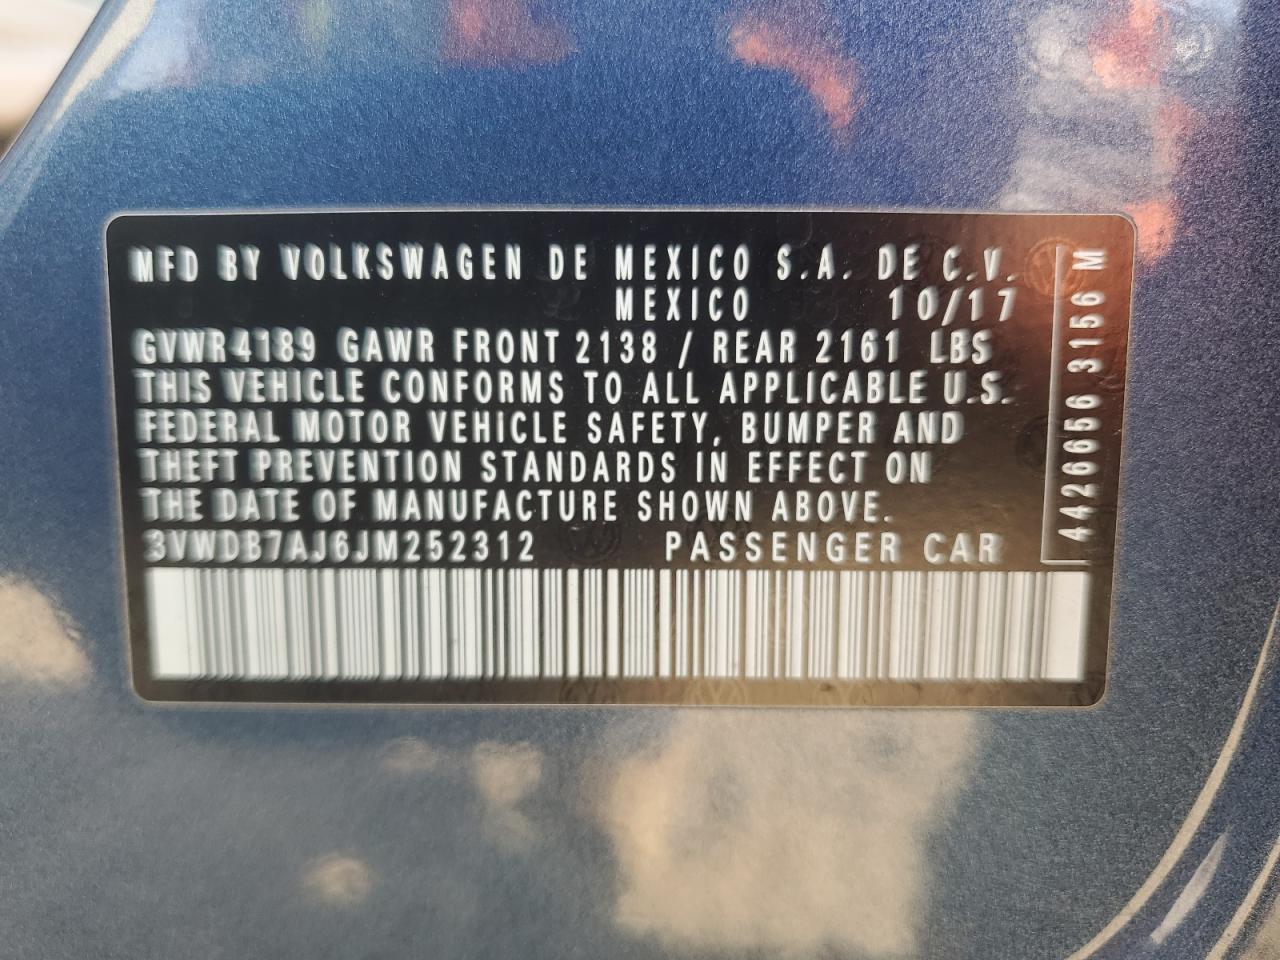 MFD BY VOLKSWAGEN DE MEXICO S.A. DE C.V.
MEXICO 10/17
GVWR4189 GAWR FRONT 2138 / REAR 2161 LBS
THIS VEHICLE CONFORMS TO ALL APPLICABLE U.S.
FEDERAL MOTOR VEHICLE SAFETY, BUMPER AND
THEFT PREVENTION STANDARDS IN EFFECT ON
THE DATE OF MANUFACTURE SHOWN ABOVE.
3VWDB7AJ6JM252312 PASSENGER CAR
4426656 3156 M